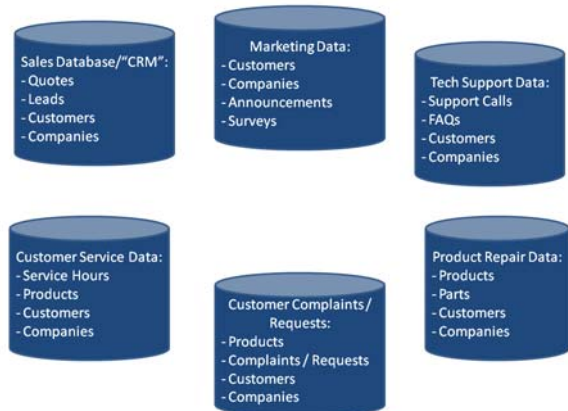 Sales Database/"CRM":
- Quotes
- Leads
- Customers
- Companies
Marketing Data:
- Customers
- Companies
- Announcements
- Surveys
Tech Support Data:
- Support Calls
- FAQs
- Customers
- Companies
Customer Service Data:
- Service Hours
- Products
- Customers
- Companies
Customer Complaints /
Requests:
- Products
- Complaints / Requests
- Customers
- Companies
Product Repair Data:
- Products
- Parts
- Customers
- Companies